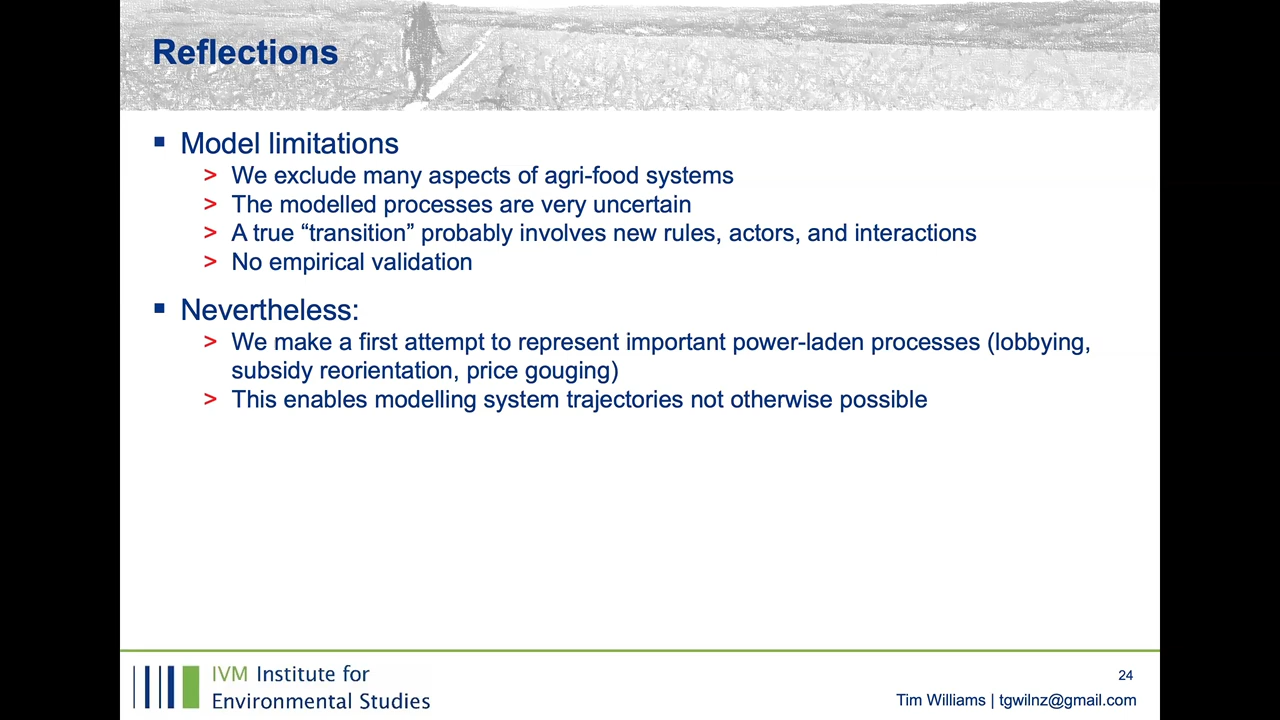 Reflections
▪ Model limitations
> We exclude many aspects of agri-food systems
> The modelled processes are very uncertain
> A true “transition” probably involves new rules, actors, and interactions
> No empirical validation
▪ Nevertheless:
> We make a first attempt to represent important power-laden processes (lobbying,
subsidy reorientation, price gouging)
> This enables modelling system trajectories not otherwise possible
IVM Institute for
Environmental Studies
24
Tim Williams | tgwilnz@gmail.com